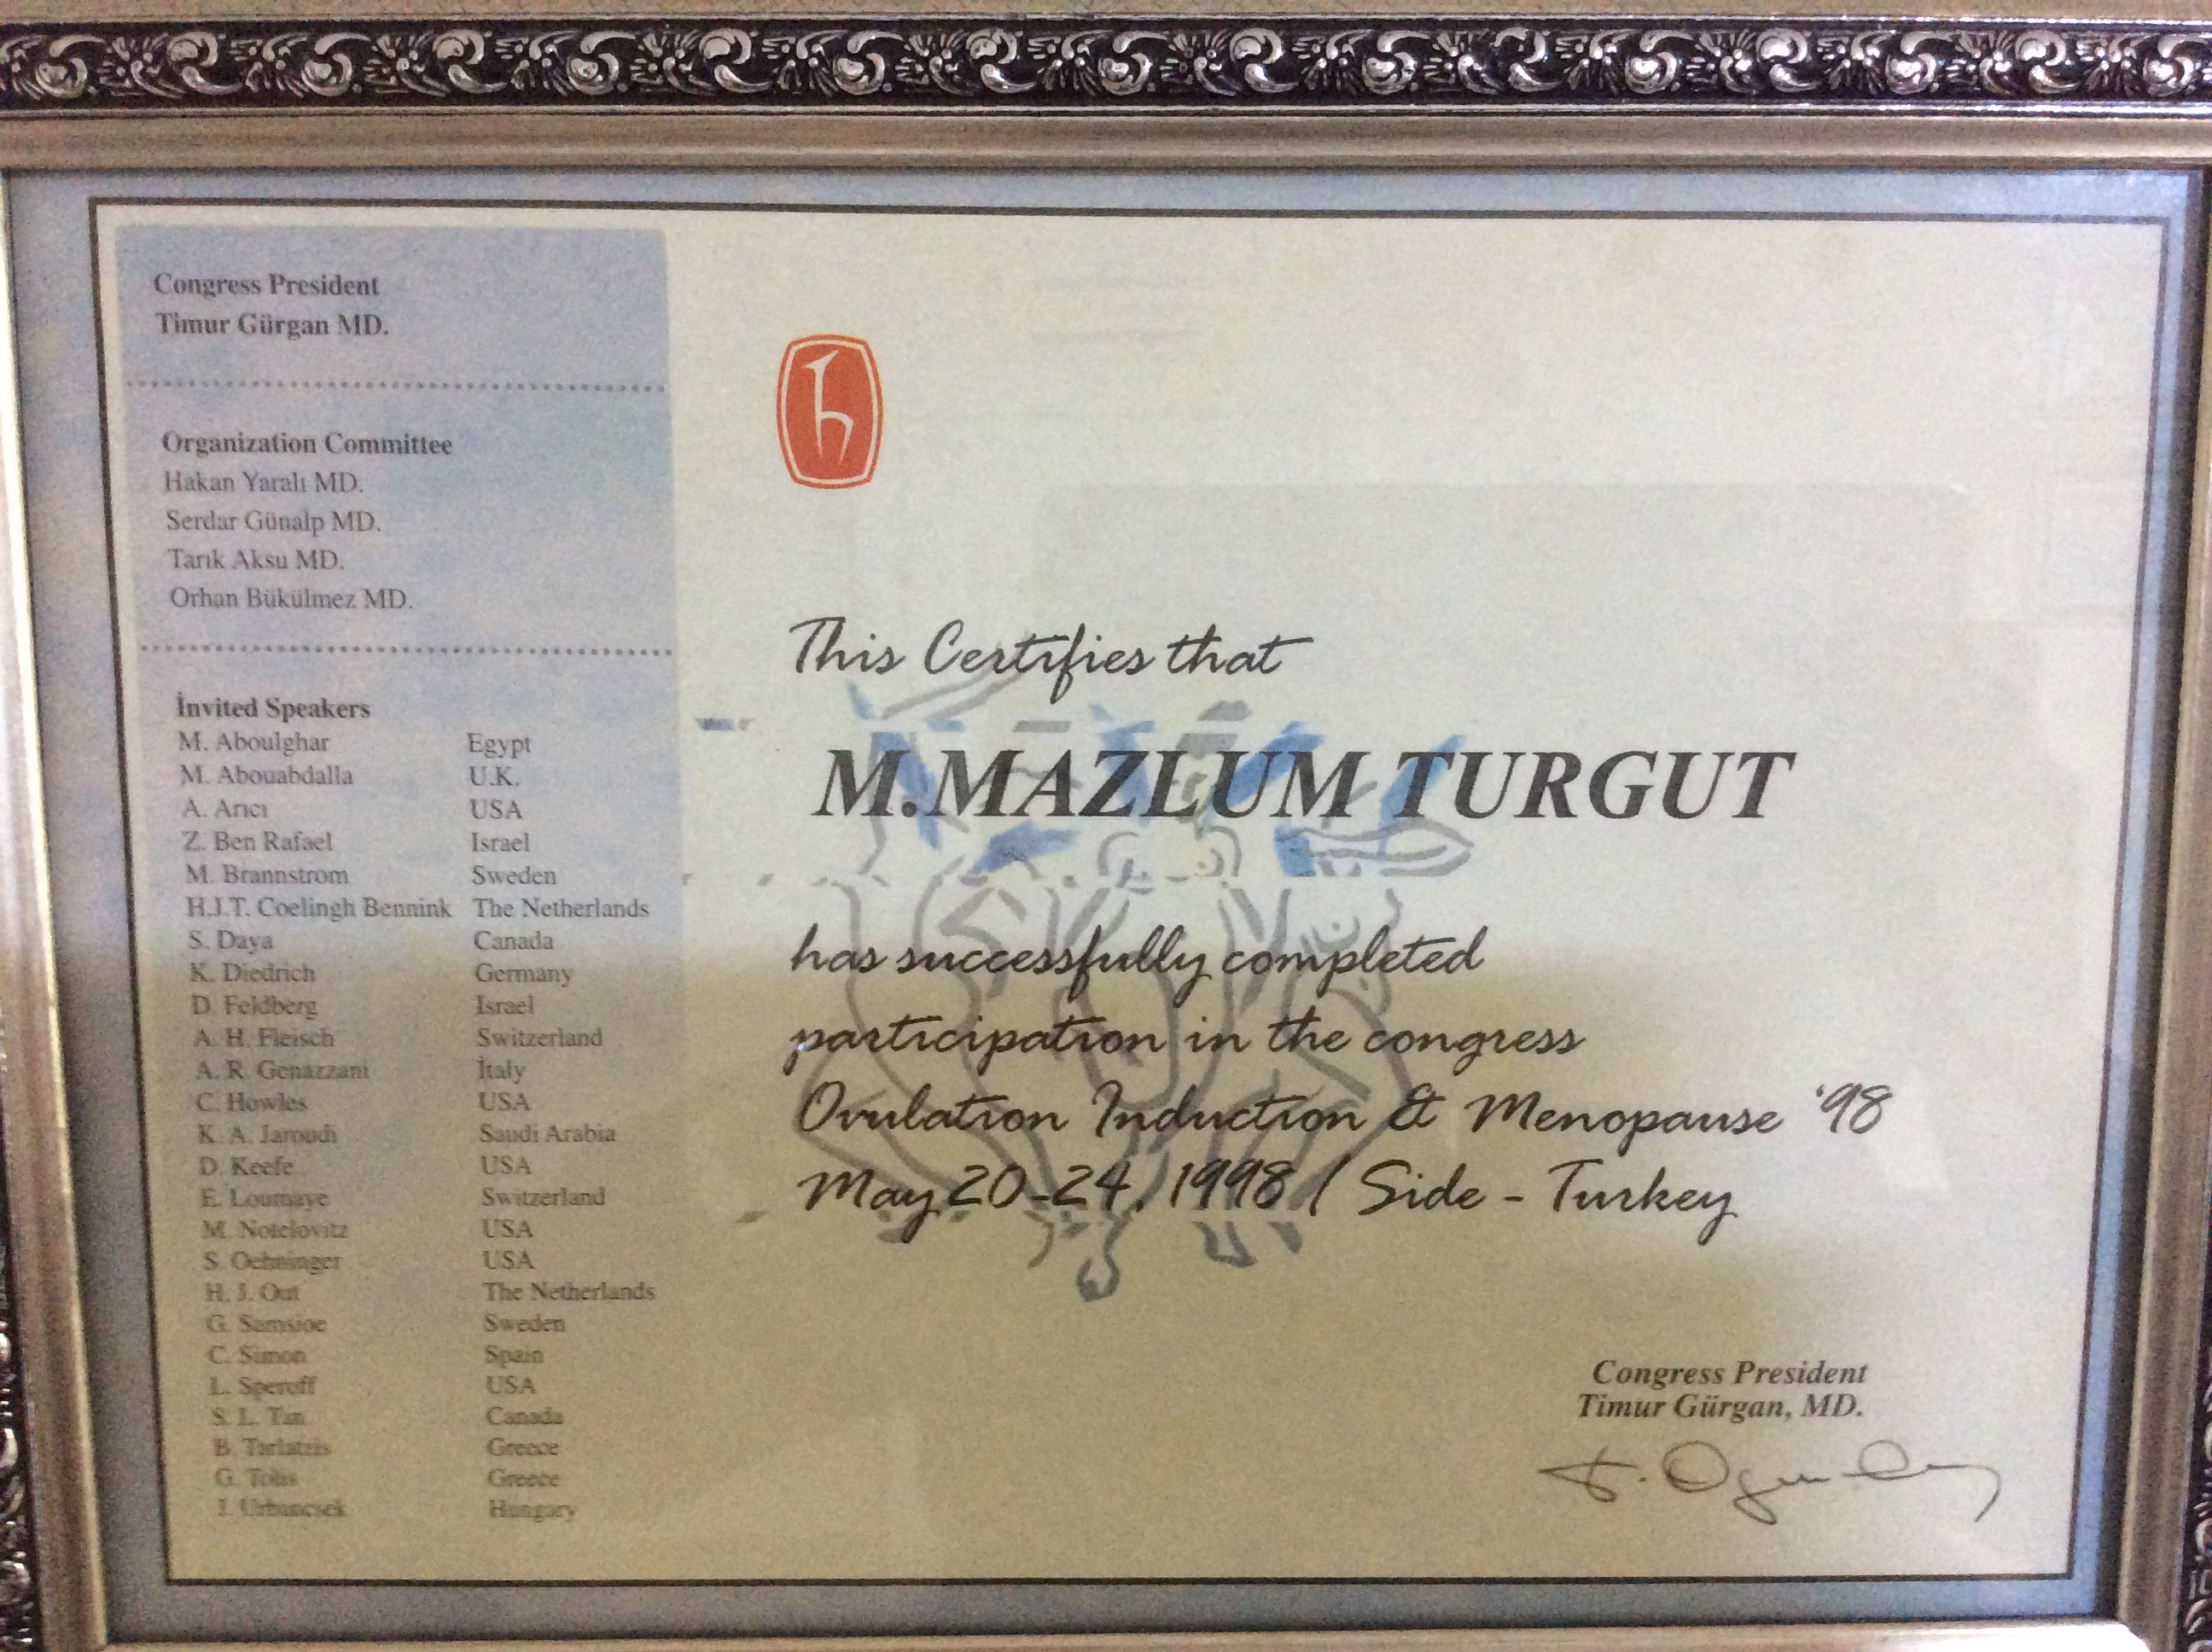 Congress President
Timur Gürgan MD.
Organization Committee
Hakan Yaralı MD.
Serdar Günalp MD.
Tarık Aksu MD.
Orhan Bükülmez MD.
İnvited Speakers
M. Aboulghar Egypt
M. Abouabdalla U.K.
A. Arıcı USA
Z. Ben Rafael Israel
M. Brannstrom Sweden
H.J.T. Coelingh Bennink The Netherlands
S. Daya Canada
K. Diedrich Germany
D. Feldberg Israel
A. H. Fleisch Switzerland
A. R. Genazzani İtaly
C. Howles USA
K. A. Jaroudi Saudi Arabia
D. Keefe USA
E. Loumaye Switzerland
M. Notelovitz USA
S. Oehninger USA
H. J. Out The Netherlands
G. Samsioe Sweden
C. Simon Spain
L. Speroff USA
S. L. Tan Canada
B. Tarlatzis Greece
G. Tolis Greece
J. Urbancsek Hungary
h
This Certifies that
M.MAZLUM TURGUT
has successfully completed
participation in the congress
Ovulation Induction & Menopause '98
May 20-24, 1998 / Side - Turkey
Congress President
Timur Gürgan, MD.